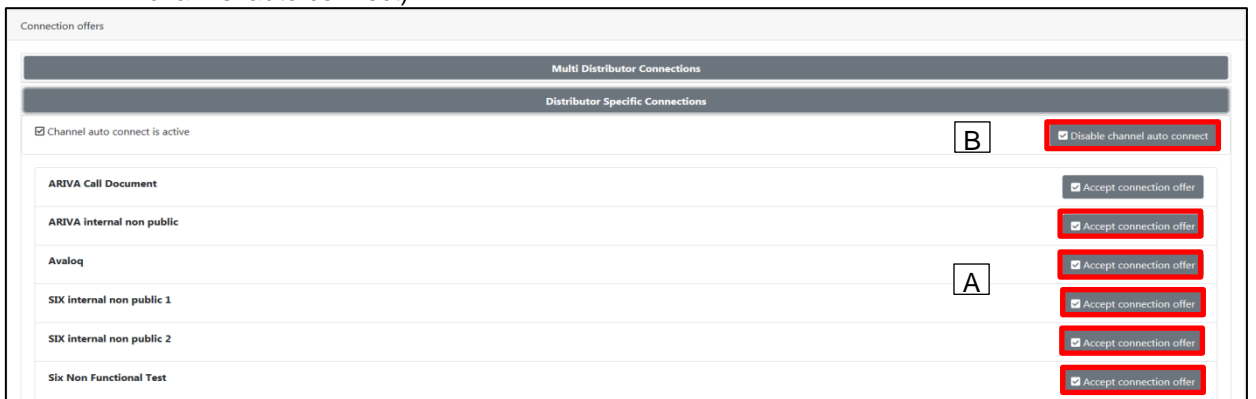 Connection offers
Multi Distributor Connections
Distributor Specific Connections
Channel auto connect is active
B
Disable channel auto connect
ARIVA Call Document
Accept connection offer
ARIVA internal non public
Accept connection offer
Avaloq
Accept connection offer
A
SIX internal non public 1
Accept connection offer
SIX internal non public 2
Accept connection offer
Six Non Functional Test
Accept connection offer